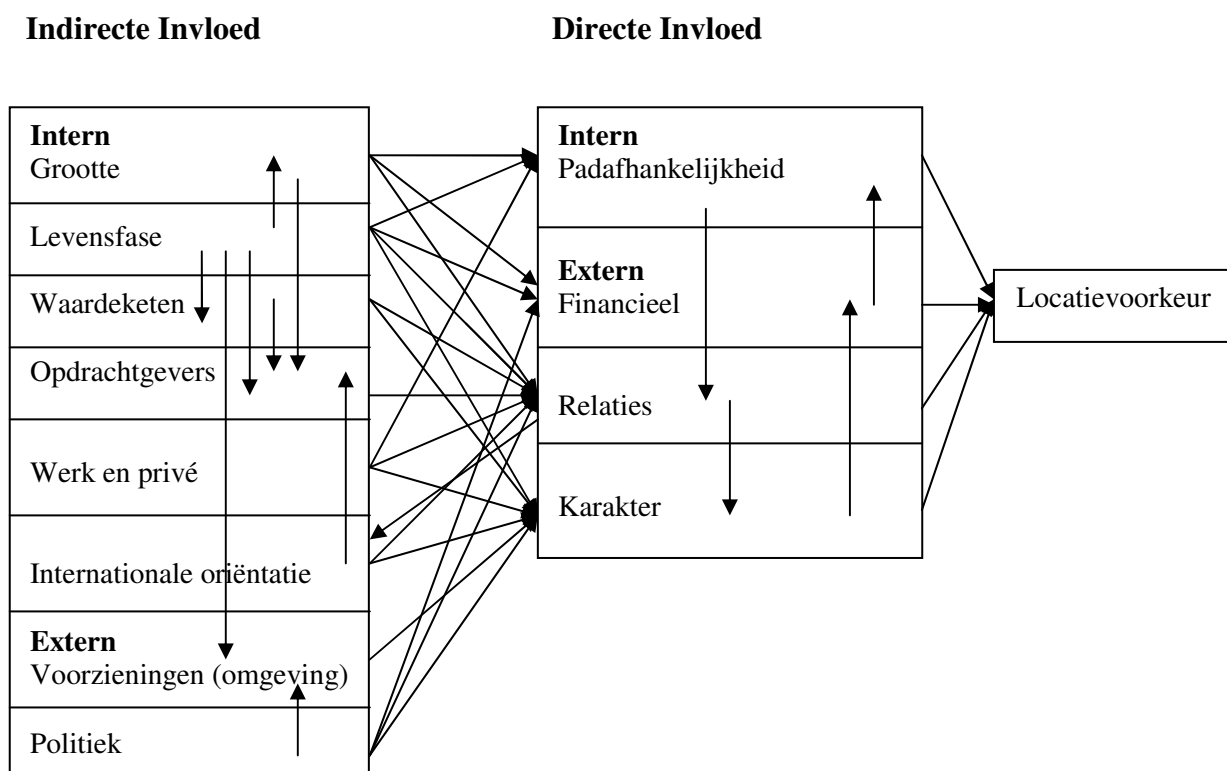 Indirecte Invloed
Directe Invloed
Intern
Grootte
Levensfase
Waardeketen
Opdrachtgevers
Werk en privé
Internationale oriëntatie
Extern
Voorzieningen (omgeving)
Politiek
Intern
Padafhankelijkheid
Extern
Financieel
Relaties
Karakter
Locatievoorkeur